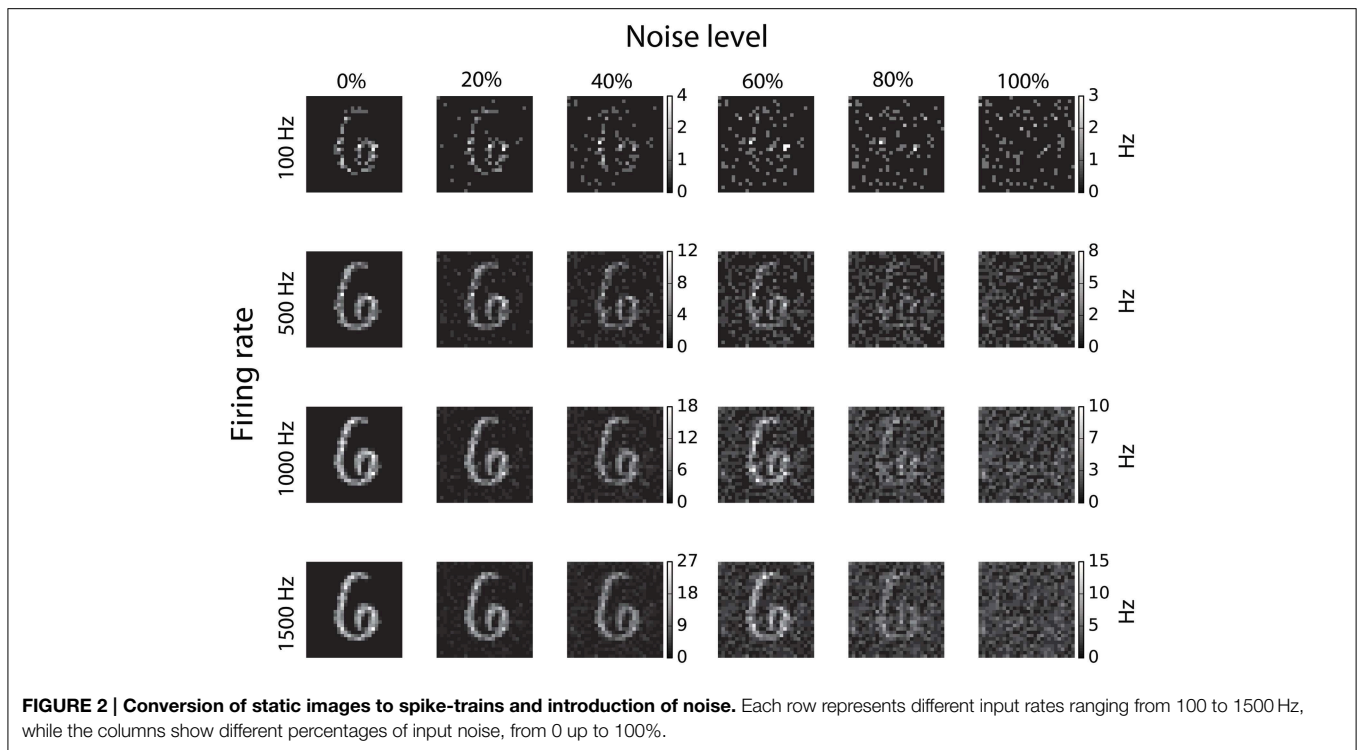 Noise level
0% 20% 40% 60% 80% 100%
Firing rate
100 Hz
4
2
1
0
3
2
1
0
Hz
500 Hz
12
8
4
0
8
5
2
0
Hz
1000 Hz
18
12
6
0
10
7
3
0
Hz
1500 Hz
27
18
9
0
15
10
5
0
Hz
FIGURE 2 | Conversion of static images to spike-trains and introduction of noise. Each row represents different input rates ranging from 100 to 1500 Hz,
while the columns show different percentages of input noise, from 0 up to 100%.